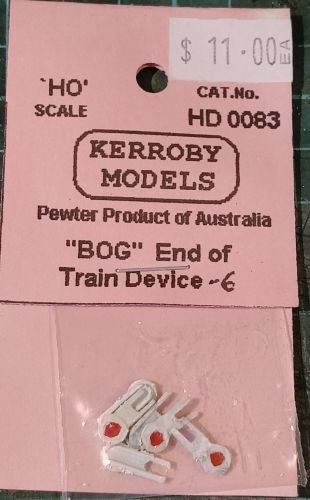 $ 11.00 EA
`HO'
SCALE
CAT.No.
HD 0083
KERROBY
MODELS
Pewter Product of Australia
"BOG" End of
Train Device -6